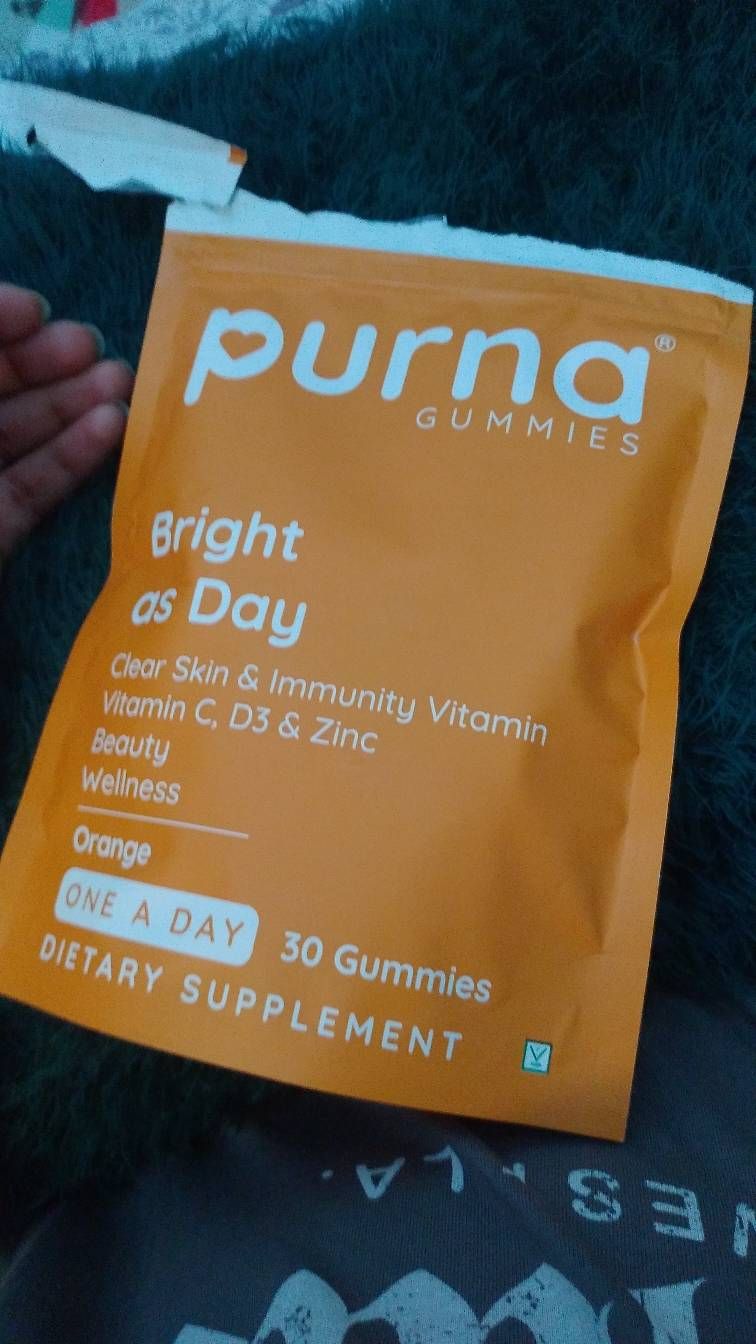 purna®
GUMMIES
Bright
as Day
Clear Skin & Immunity Vitamin
Vitamin C, D3 & Zinc
Beauty
Wellness
Orange
ONE A DAY
30 Gummies
DIETARY SUPPLEMENT